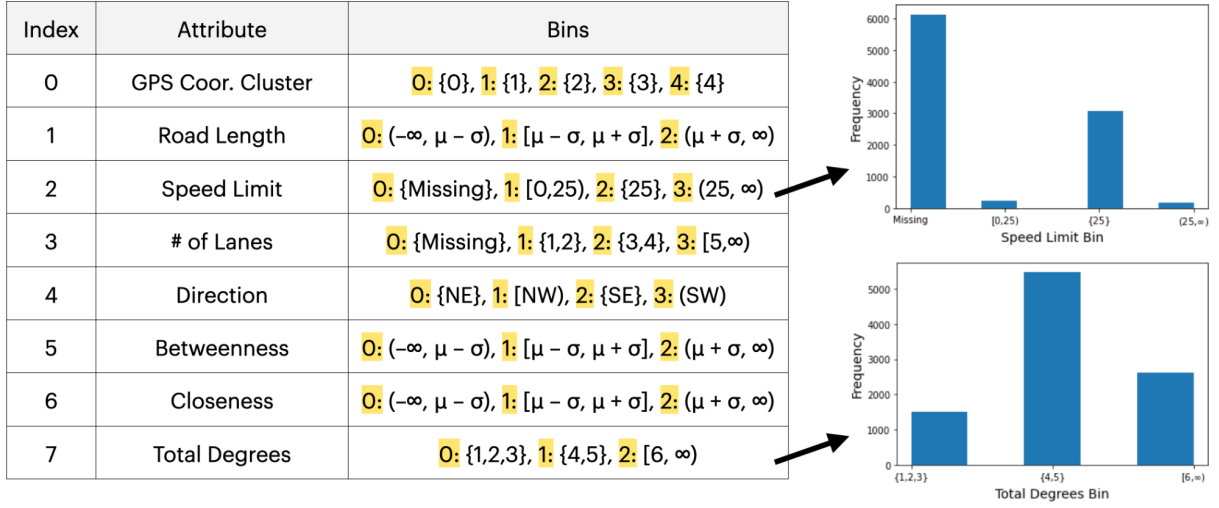 Index Attribute Bins
0 GPS Coor. Cluster 0: {0}, 1: {1}, 2: {2}, 3: {3}, 4: {4}
1 Road Length 0: (−∞, μ − σ), 1: [μ − σ, μ + σ], 2: (μ + σ, ∞)
2 Speed Limit 0: {Missing}, 1: [0,25), 2: {25}, 3: (25, ∞)
3 # of Lanes 0: {Missing}, 1: {1,2}, 2: {3,4}, 3: [5,∞)
4 Direction 0: {NE}, 1: [NW), 2: {SE}, 3: (SW)
5 Betweenness 0: (−∞, μ − σ), 1: [μ − σ, μ + σ], 2: (μ + σ, ∞)
6 Closeness 0: (−∞, μ − σ), 1: [μ − σ, μ + σ], 2: (μ + σ, ∞)
7 Total Degrees 0: {1,2,3}, 1: {4,5}, 2: [6, ∞)
Frequency
6000
5000
4000
3000
2000
1000
0
Missing [0,25) {25} (25,∞)
Speed Limit Bin
Frequency
5000
4000
3000
2000
1000
0
{1,2,3} {4,5} [6,∞)
Total Degrees Bin